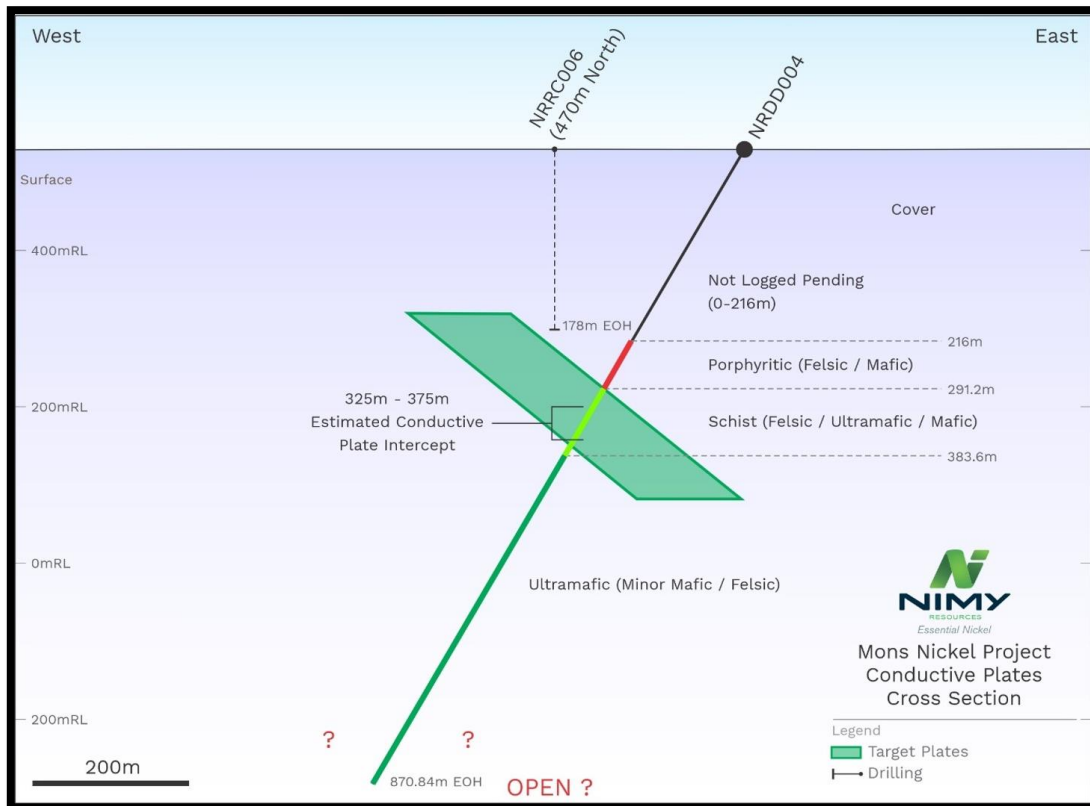 West
East
NRRC006
(470m North)
NRDD004
Surface
Cover
400mRL
Not Logged Pending
(0-216m)
178m EOH
216m
Porphyritic (Felsic / Mafic)
291.2m
325m - 375m
Estimated Conductive
Plate Intercept
200mRL
Schist (Felsic / Ultramafic / Mafic)
383.6m
0mRL
Ultramafic (Minor Mafic / Felsic)
NIMY
RESOURCES
Essential Nickel
Mons Nickel Project
Conductive Plates
Cross Section
200mRL
? ?
Legend
Target Plates
Drilling
200m
870.84m EOH
OPEN ?